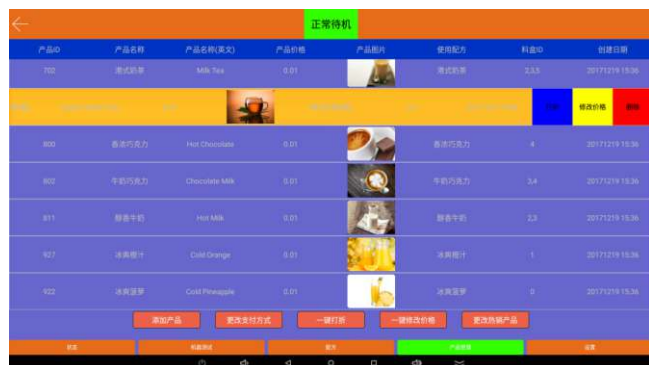 正常待机
产品ID 产品名称 产品名称(英文) 产品价格 产品图片 使用配方 料盒ID 创建日期
702 港式奶茶 Milk Tea 0.01 港式奶茶 2,3,5 20171219 15:36
修改价格 删除
800 香浓巧克力 Hot Chocolate 0.01 香浓巧克力 4 20171219 15:36
802 牛奶巧克力 Chocolate Milk 0.01 牛奶巧克力 3,4 20171219 15:36
811 醇香牛奶 Hot Milk 0.01 醇香牛奶 2,3 20171219 15:36
927 冰爽橙汁 Cold Orange 0.01 冰爽橙汁 1 20171219 15:36
922 冰爽菠萝 Cold Pineapple 0.01 冰爽菠萝 0 20171219 15:36
添加产品 更改支付方式 一键打折 一键修改价格 更改热销产品
状态 机器测试 配方 产品管理 设置